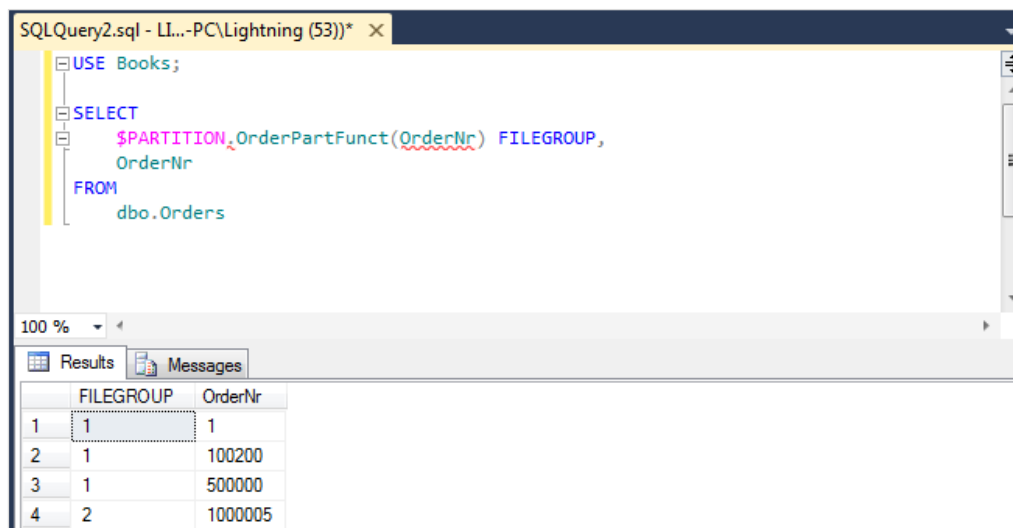 SQLQuery2.sql - LI...-PC\Lightning (53))* ×
USE Books;
SELECT
$PARTITION.OrderPartFunct(OrderNr) FILEGROUP,
OrderNr
FROM
dbo.Orders
100 %
Results Messages
FILEGROUP OrderNr
1 1 1
2 1 100200
3 1 500000
4 2 1000005